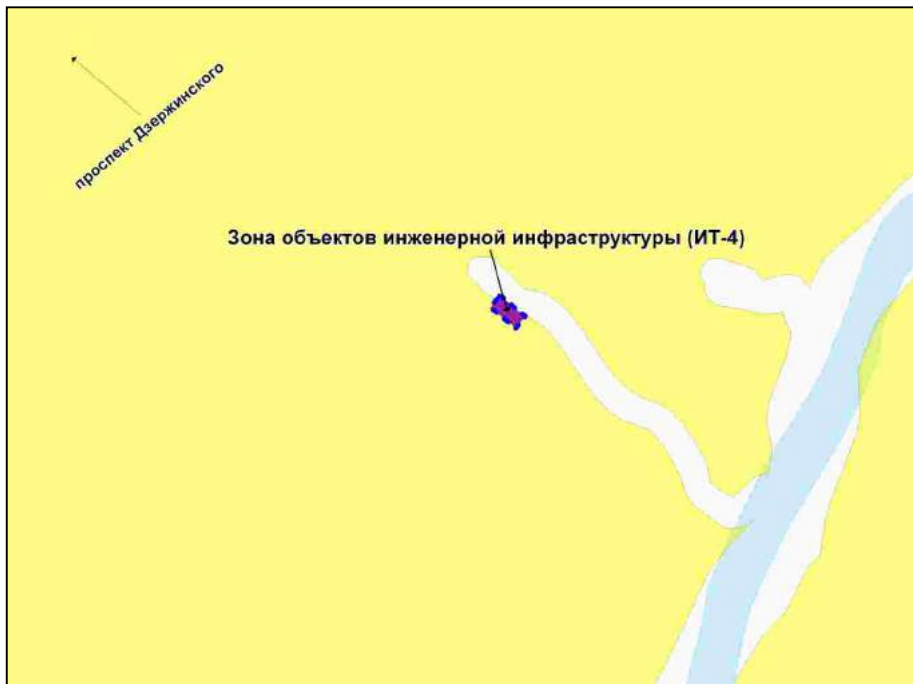 проспект Дзержинского
Зона объектов инженерной инфраструктуры (ИТ-4)